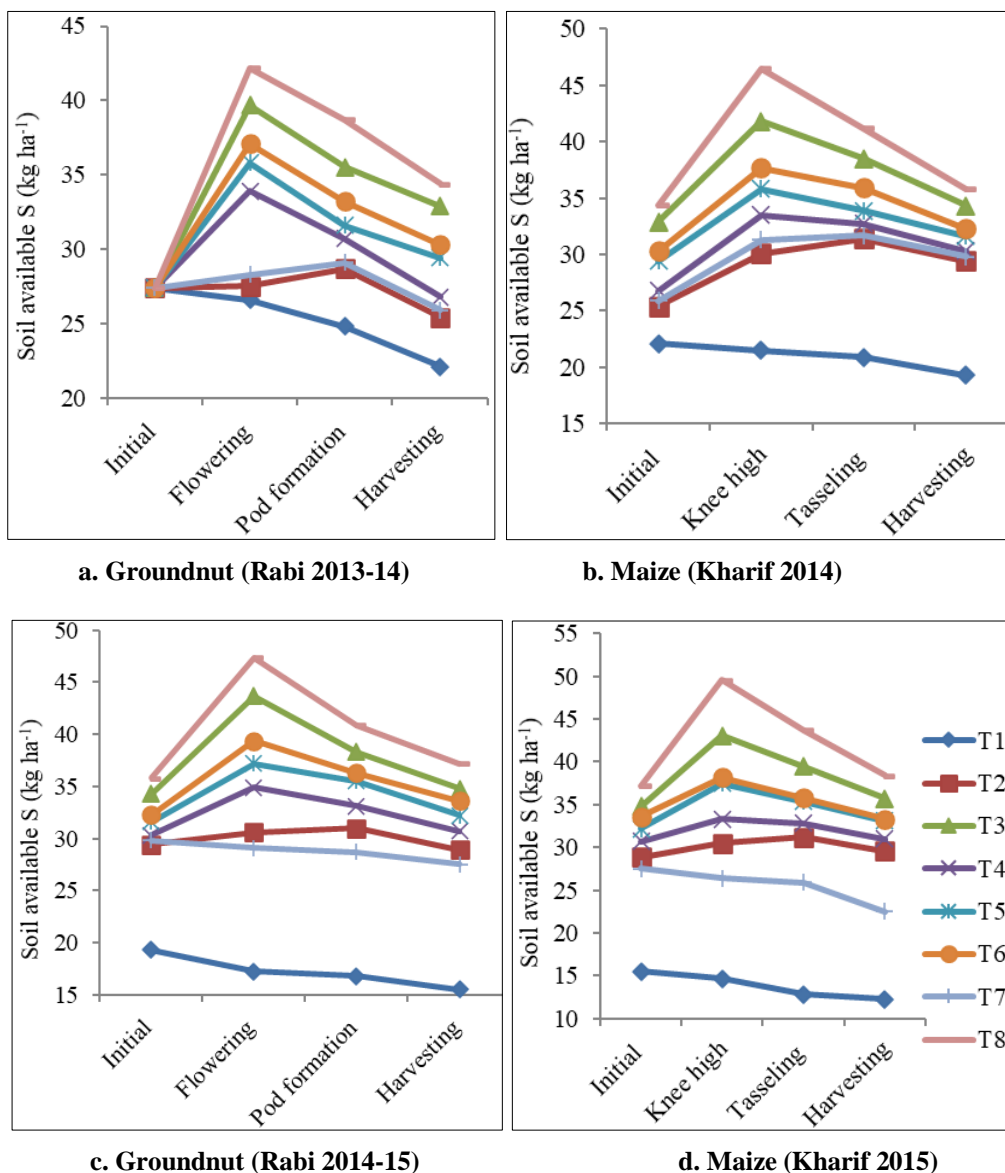 Soil available S (kg ha⁻¹)
45
40
35
30
25
20
Initial
Flowering
Pod formation
Harvesting
a. Groundnut (Rabi 2013-14)
Soil available S (kg ha⁻¹)
50
45
40
35
30
25
20
15
Initial
Knee high
Tasseling
Harvesting
b. Maize (Kharif 2014)
Soil available S (kg ha⁻¹)
50
45
40
35
30
25
20
15
Initial
Flowering
Pod formation
Harvesting
c. Groundnut (Rabi 2014-15)
Soil available S (kg ha⁻¹)
55
50
45
40
35
30
25
20
15
10
Initial
Knee high
Tasseling
Harvesting
T1
T2
T3
T4
T5
T6
T7
T8
d. Maize (Kharif 2015)